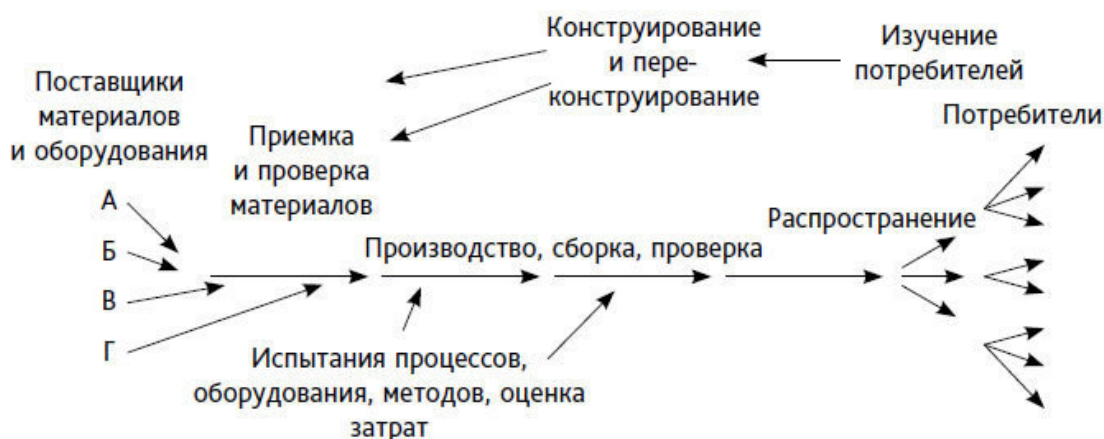 Конструирование
и пере-
конструирование
Изучение
потребителей
Поставщики
материалов
и оборудования
Потребители
Приемка
и проверка
материалов
А
Б
В
Г
Производство, сборка, проверка
Распространение
Испытания процессов,
оборудования, методов, оценка
затрат